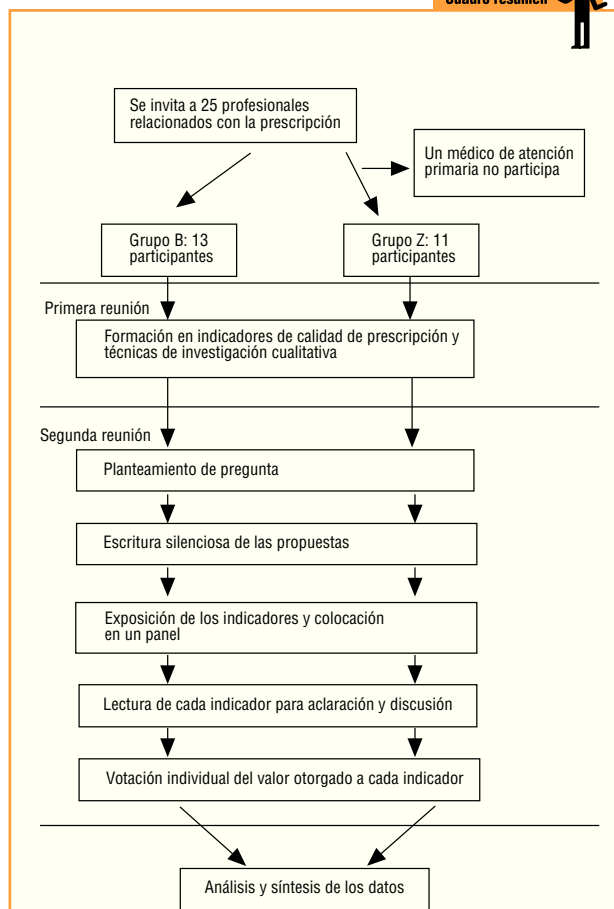 Cuadro resumen
Se invita a 25 profesionales
relacionados con la prescripción
Un médico de atención
primaria no participa
Grupo B: 13
participantes
Grupo Z: 11
participantes
Primera reunión
Formación en indicadores de calidad de prescripción y
técnicas de investigación cualitativa
Segunda reunión
Planteamiento de pregunta
Escritura silenciosa de las propuestas
Exposición de los indicadores y colocación
en un panel
Lectura de cada indicador para aclaración y discusión
Votación individual del valor otorgado a cada indicador
Análisis y síntesis de los datos